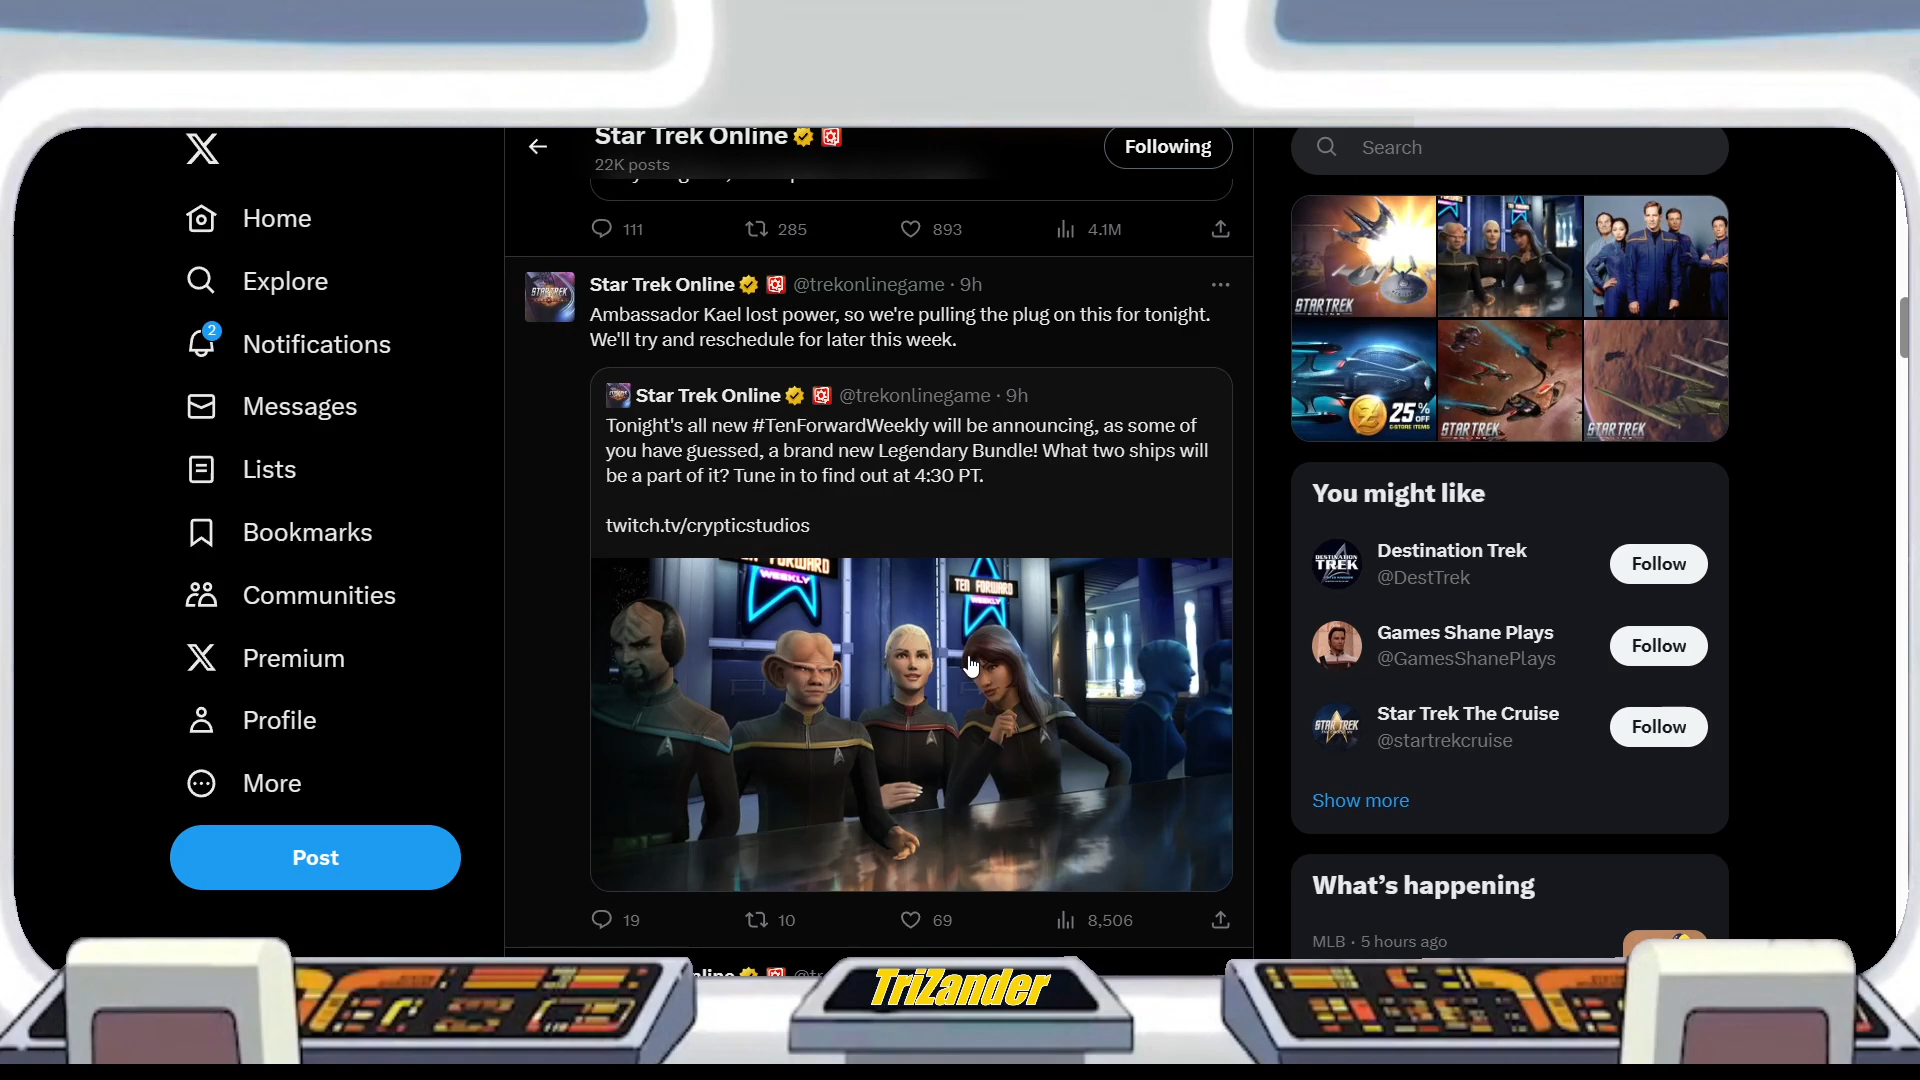 Star Trek Online
22K posts
Following
Search
Home
Explore
2
Notifications
Messages
Lists
Bookmarks
Communities
Premium
Profile
More
Post
111
285
893
4.1M
Star Trek Online @trekonlinegame · 9h
Ambassador Kael lost power, so we're pulling the plug on this for tonight.
We'll try and reschedule for later this week.
Star Trek Online @trekonlinegame · 9h
Tonight's all new #TenForwardWeekly will be announcing, as some of
you have guessed, a brand new Legendary Bundle! What two ships will
be a part of it? Tune in to find out at 4:30 PT.
twitch.tv/crypticstudios
TEN FORWARD
WEEKLY
TEN FORWARD
WEEKLY
19
10
69
8,506
STAR TREK
25% OFF
STAR TREK
STAR TREK
You might like
DESTINATION
TREK
Destination Trek
@DestTrek
Follow
Games Shane Plays
@GamesShanePlays
Follow
STAR TREK
Star Trek The Cruise
@startrekcruise
Follow
Show more
What's happening
MLB · 5 hours ago
TriZander